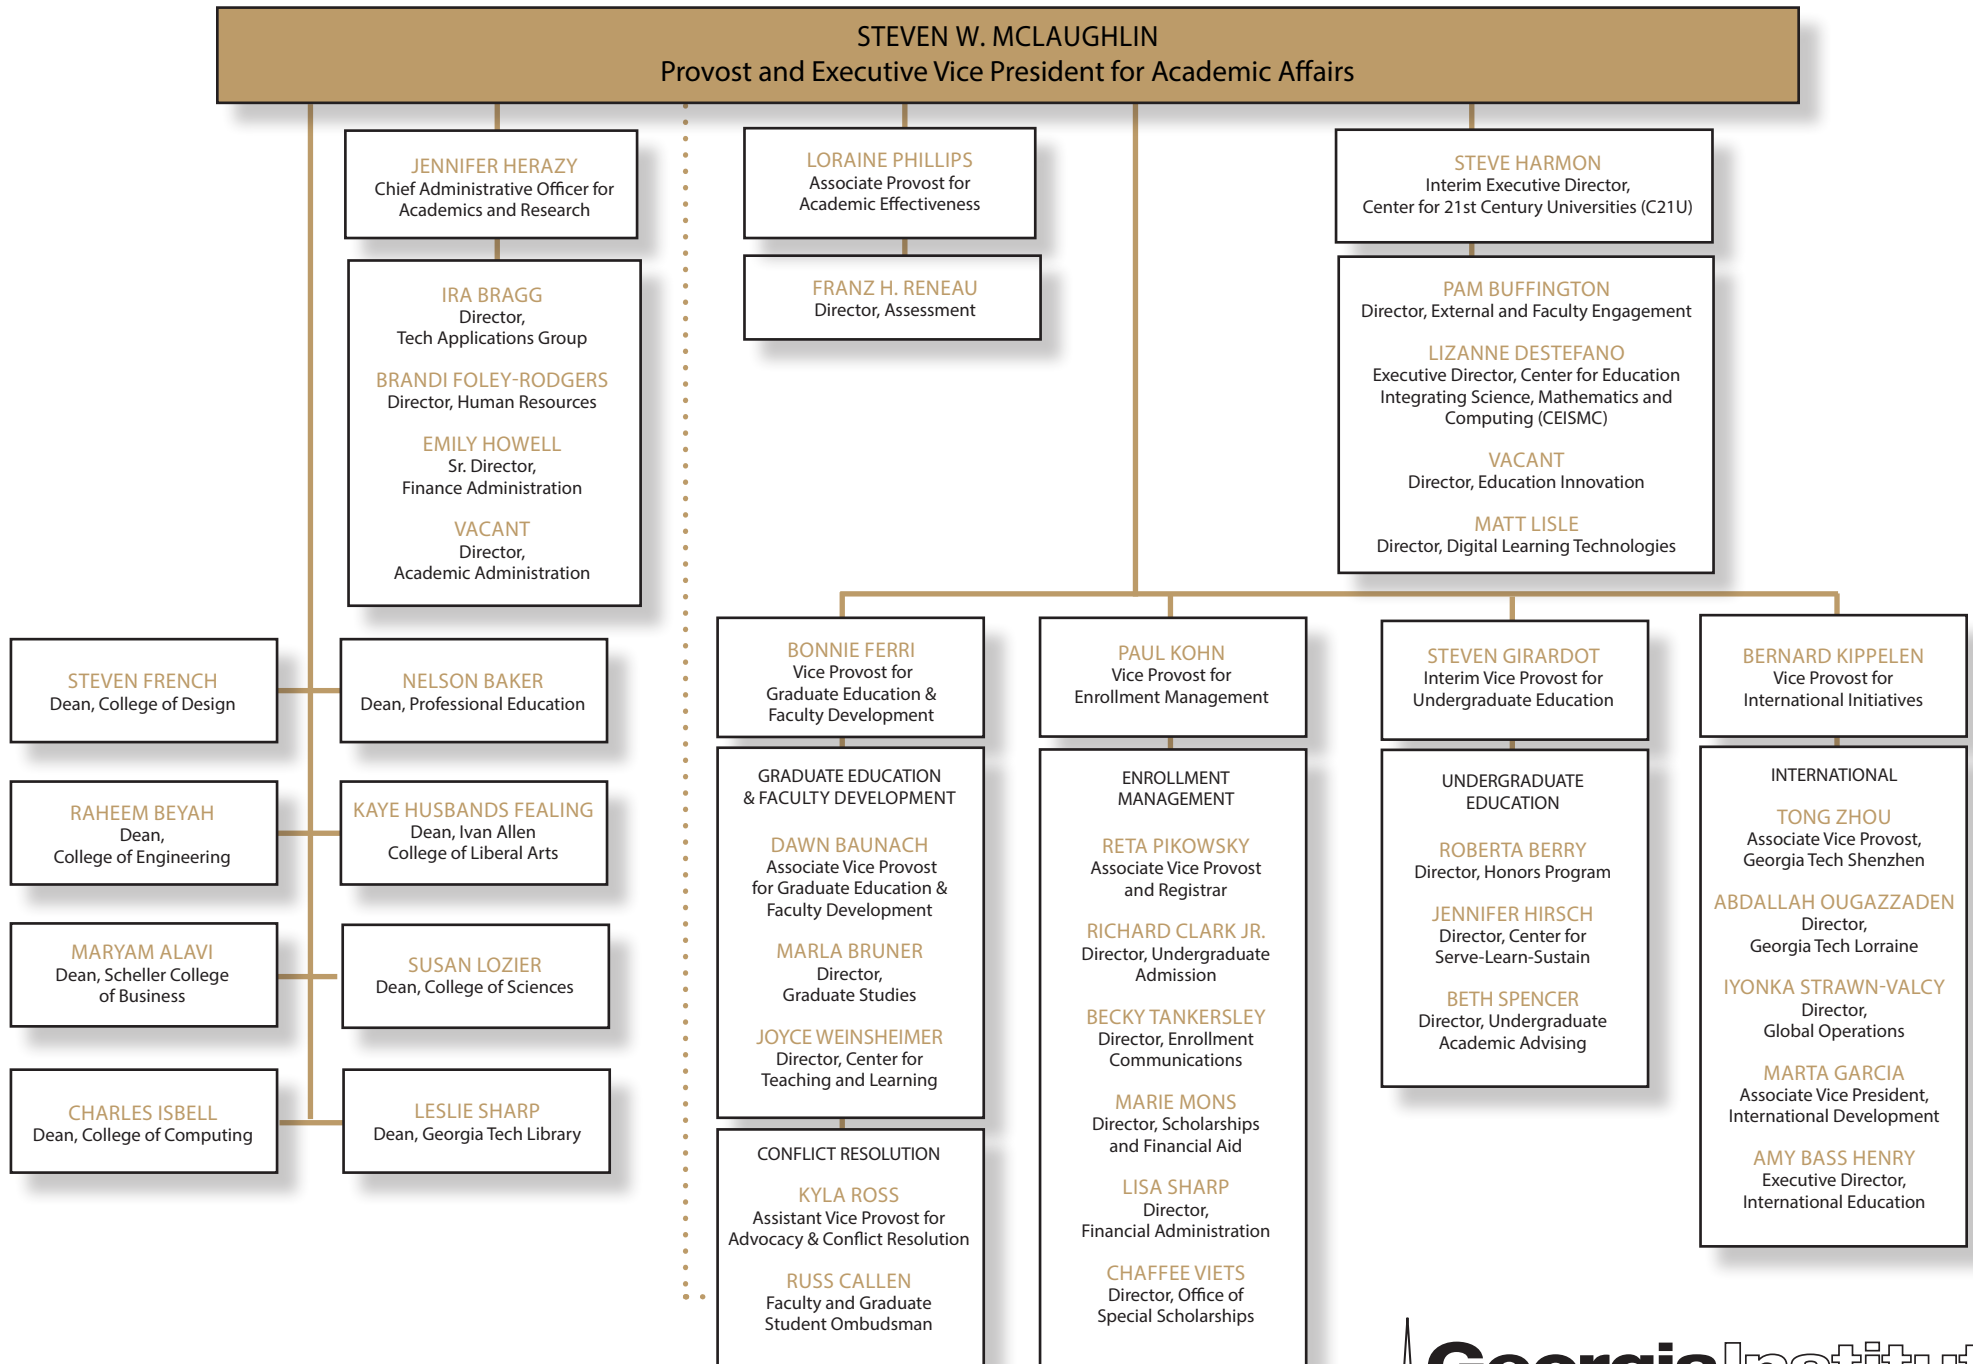 STEVEN W. MCLAUGHLIN
Provost and Executive Vice President for Academic Affairs
JENNIFER HERAZY
Chief Administrative Officer for
Academics and Research
IRA BRAGG
Director,
Tech Applications Group
BRANDI FOLEY-RODGERS
Director, Human Resources
EMILY HOWELL
Sr. Director,
Finance Administration
VACANT
Director,
Academic Administration
LORAINE PHILLIPS
Associate Provost for
Academic Effectiveness
FRANZ H. RENEAU
Director, Assessment
STEVE HARMON
Interim Executive Director,
Center for 21st Century Universities (C21U)
PAM BUFFINGTON
Director, External and Faculty Engagement
LIZANNE DESTEFANO
Executive Director, Center for Education
Integrating Science, Mathematics and
Computing (CEISMC)
VACANT
Director, Education Innovation
MATT LISLE
Director, Digital Learning Technologies
STEVEN FRENCH
Dean, College of Design
NELSON BAKER
Dean, Professional Education
RAHEEM BEYAH
Dean,
College of Engineering
KAYE HUSBANDS FEALING
Dean, Ivan Allen
College of Liberal Arts
MARYAM ALAVI
Dean, Scheller College
of Business
SUSAN LOZIER
Dean, College of Sciences
CHARLES ISBELL
Dean, College of Computing
LESLIE SHARP
Dean, Georgia Tech Library
BONNIE FERRI
Vice Provost for
Graduate Education &
Faculty Development
GRADUATE EDUCATION
& FACULTY DEVELOPMENT
DAWN BAUNACH
Associate Vice Provost
for Graduate Education &
Faculty Development
MARLA BRUNER
Director,
Graduate Studies
JOYCE WEINSHEIMER
Director, Center for
Teaching and Learning
CONFLICT RESOLUTION
KYLA ROSS
Assistant Vice Provost for
Advocacy & Conflict Resolution
RUSS CALLEN
Faculty and Graduate
Student Ombudsman
PAUL KOHN
Vice Provost for
Enrollment Management
ENROLLMENT
MANAGEMENT
RETA PIKOWSKY
Associate Vice Provost
and Registrar
RICHARD CLARK JR.
Director, Undergraduate
Admission
BECKY TANKERSLEY
Director, Enrollment
Communications
MARIE MONS
Director, Scholarships
and Financial Aid
LISA SHARP
Director,
Financial Administration
CHAFFEE VIETS
Director, Office of
Special Scholarships
STEVEN GIRARDOT
Interim Vice Provost for
Undergraduate Education
UNDERGRADUATE
EDUCATION
ROBERTA BERRY
Director, Honors Program
JENNIFER HIRSCH
Director, Center for
Serve-Learn-Sustain
BETH SPENCER
Director, Undergraduate
Academic Advising
BERNARD KIPPELEN
Vice Provost for
International Initiatives
INTERNATIONAL
TONG ZHOU
Associate Vice Provost,
Georgia Tech Shenzhen
ABDALLAH OUGAZZADEN
Director,
Georgia Tech Lorraine
IYONKA STRAWN-VALCY
Director,
Global Operations
MARTA GARCIA
Associate Vice President,
International Development
AMY BASS HENRY
Executive Director,
International Education
Georgia